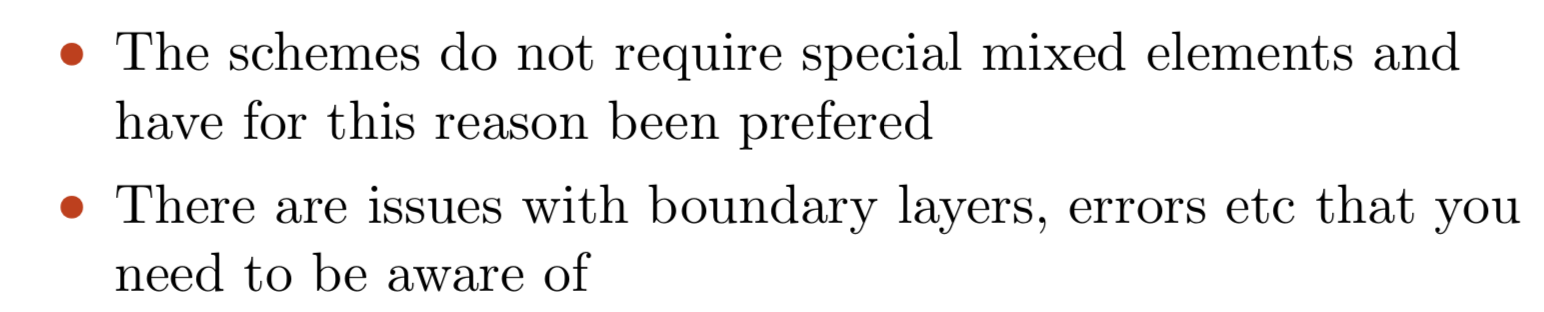 • The schemes do not require special mixed elements and
have for this reason been prefered
• There are issues with boundary layers, errors etc that you
need to be aware of